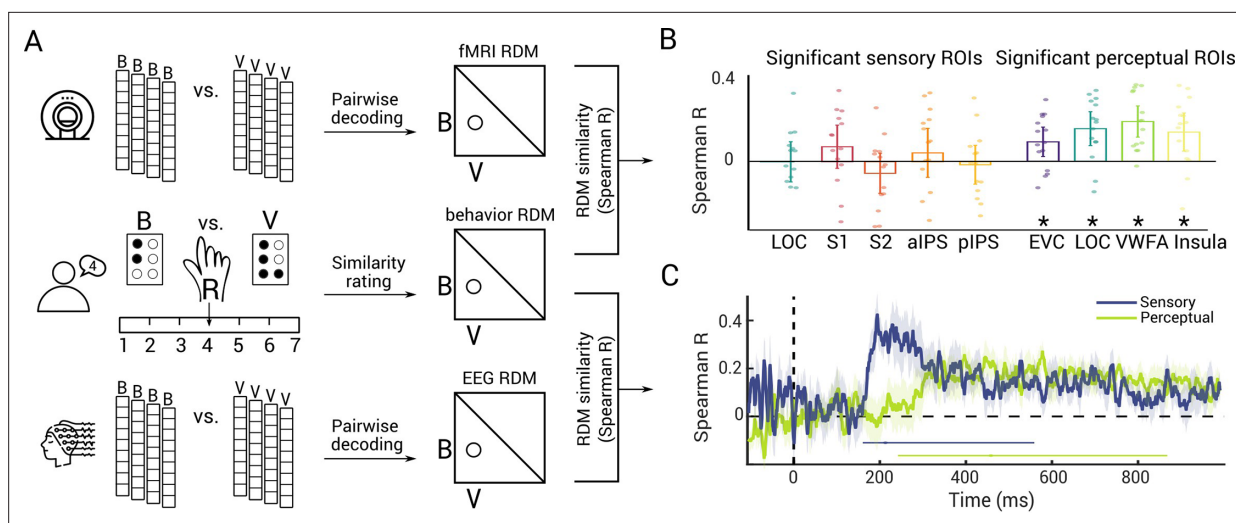 A
B B B B
vs.
V V V V
Pairwise
decoding
fMRI RDM
B
V
RDM similarity
(Spearman R)
B
vs.
V
4
R
1 2 3 4 5 6 7
Similarity
rating
behavior RDM
B
V
B B B B
vs.
V V V V
Pairwise
decoding
EEG RDM
B
V
RDM similarity
(Spearman R)
B
Significant sensory ROIs
Significant perceptual ROIs
0.4
0
Spearman R
* * * *
LOC S1 S2 aIPS pIPS EVC LOC VWFA Insula
C
Sensory
Perceptual
0.4
0.2
0
Spearman R
0 200 400 600 800
Time (ms)